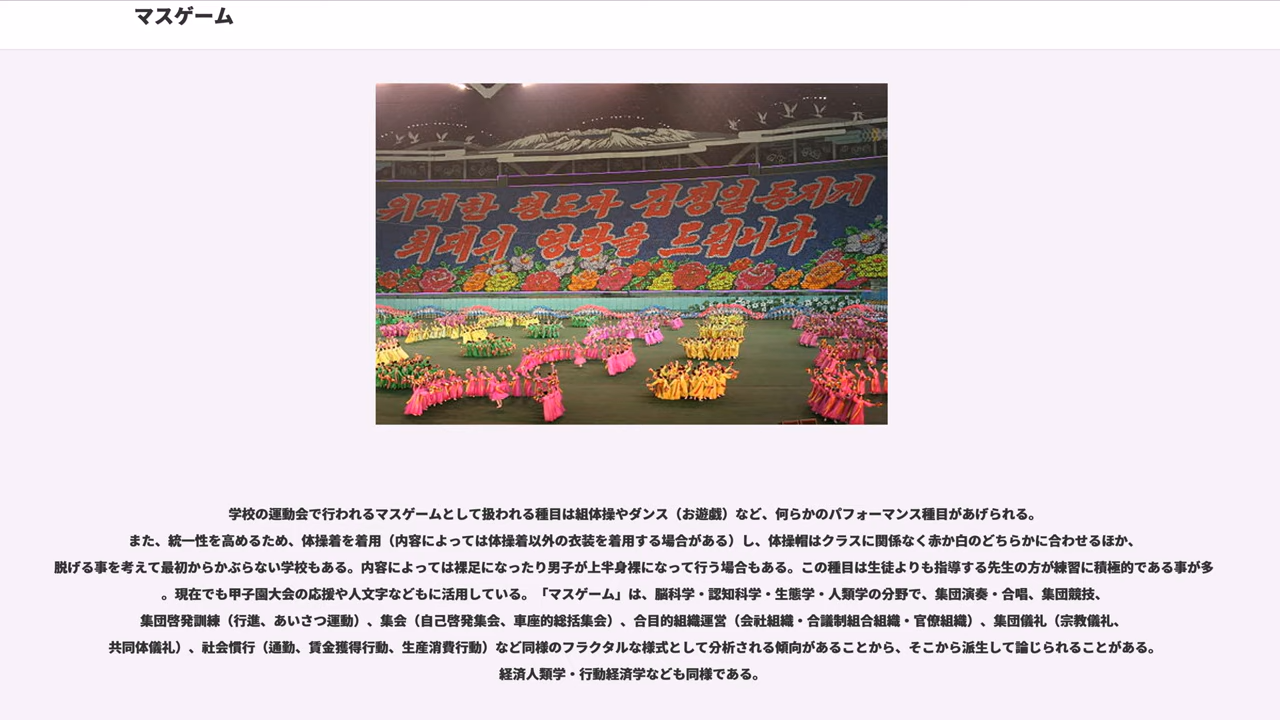 マスゲーム
위대한 령도자 김정일동지께
최대의 영광을 드립니다
学校の運動会で行われるマスゲームとして扱われる種目は組体操やダンス（お遊戯）など、何らかのパフォーマンス種目があげられる。
また、統一性を高めるため、体操着を着用（内容によっては体操着以外の衣装を着用する場合がある）し、体操帽はクラスに関係なく赤か白のどちらかに合わせるほか、
脱げる事を考えて最初からかぶらない学校もある。内容によっては裸足になったり男子が上半身裸になって行う場合もある。この種目は生徒よりも指導する先生の方が練習に積極的である事が多
。現在でも甲子園大会の応援や人文字などもに活用している。「マスゲーム」は、脳科学・認知科学・生態学・人類学の分野で、集団演奏・合唱、集団競技、
集団啓発訓練（行進、あいさつ運動）、集会（自己啓発集会、車座的総括集会）、合目的組織運営（会社組織・合議制組合組織・官僚組織）、集団儀礼（宗教儀礼、
共同体儀礼）、社会慣行（通勤、賃金獲得行動、生産消費行動）など同様のフラクタルな様式として分析される傾向があることから、そこから派生して論じられることがある。
経済人類学・行動経済学なども同様である。